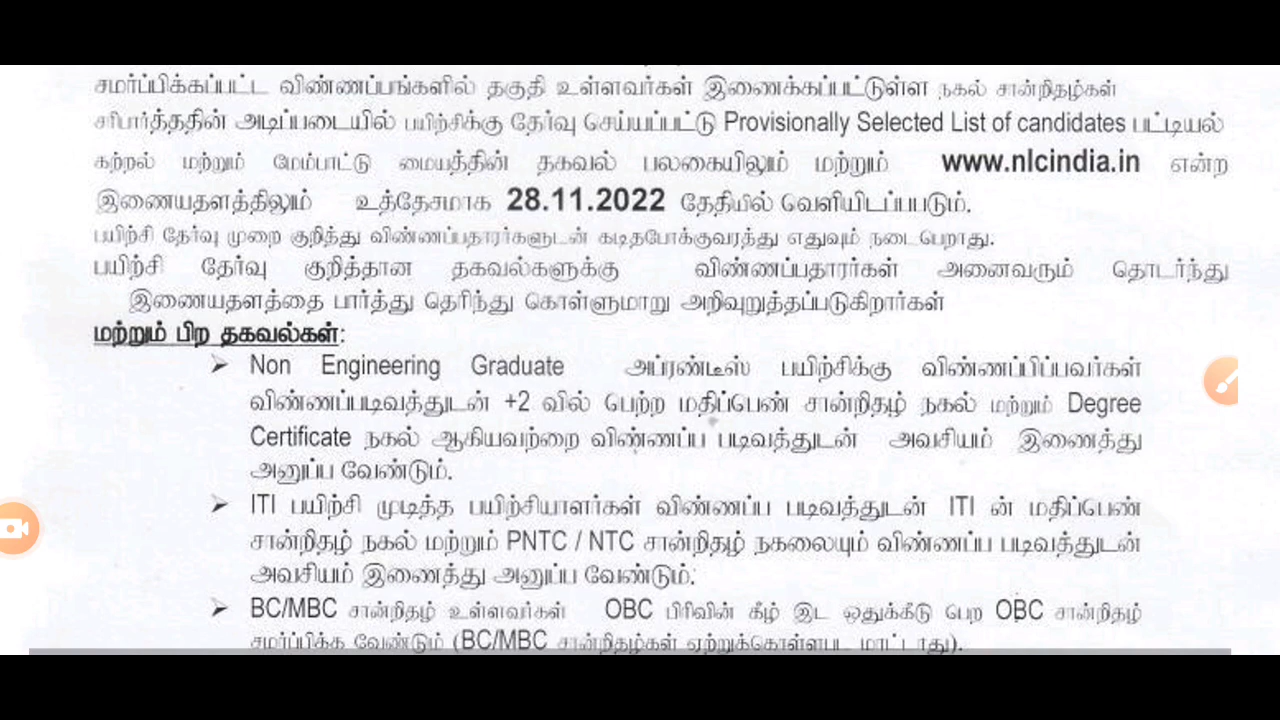 சமர்ப்பிக்கப்பட்ட விண்ணப்பங்களில் தகுதி உள்ளவர்கள் இணைக்கப்பட்டுள்ள நகல் சான்றிதழ்கள்
சரிபார்த்ததின் அடிப்படையில் பயிற்சிக்கு தேர்வு செய்யப்பட்டு Provisionally Selected List of candidates பட்டியல்
கற்றல் மற்றும் மேம்பாட்டு மையத்தின் தகவல் பலகையிலும் மற்றும் www.nlcindia.in என்ற
இணையதளத்திலும் உத்தேசமாக 28.11.2022 தேதியில் வெளியிடப்படும்.
பயிற்சி தேர்வு முறை குறித்து விண்ணப்பதாரர்களுடன் கடிதபோக்குவரத்து எதுவும் நடைபெறாது.
பயிற்சி தேர்வு குறித்தான தகவல்களுக்கு விண்ணப்பதாரர்கள் அனைவரும் தொடர்ந்து
இணையதளத்தை பார்த்து தெரிந்து கொள்ளுமாறு அறிவுறுத்தப்படுகிறார்கள்
மற்றும் பிற தகவல்கள்:
➢ Non Engineering Graduate அப்ரண்டீஸ் பயிற்சிக்கு விண்ணப்பிப்பவர்கள்
விண்ணப்படிவத்துடன் +2 வில் பெற்ற மதிப்பெண் சான்றிதழ் நகல் மற்றும் Degree
Certificate நகல் ஆகியவற்றை விண்ணப்ப படிவத்துடன் அவசியம் இணைத்து
அனுப்ப வேண்டும்.
➢ ITI பயிற்சி முடித்த பயிற்சியாளர்கள் விண்ணப்ப படிவத்துடன் ITI ன் மதிப்பெண்
சான்றிதழ் நகல் மற்றும் PNTC / NTC சான்றிதழ் நகலையும் விண்ணப்ப படிவத்துடன்
அவசியம் இணைத்து அனுப்ப வேண்டும்.
➢ BC/MBC சான்றிதழ் உள்ளவர்கள் OBC பிரிவின் கீழ் இட ஒதுக்கீடு பெற OBC சான்றிதழ்
சமர்ப்பிக்க வேண்டும் (BC/MBC சான்றிதழ்கள் ஏற்றுக்கொள்ளபட மாட்டாது).